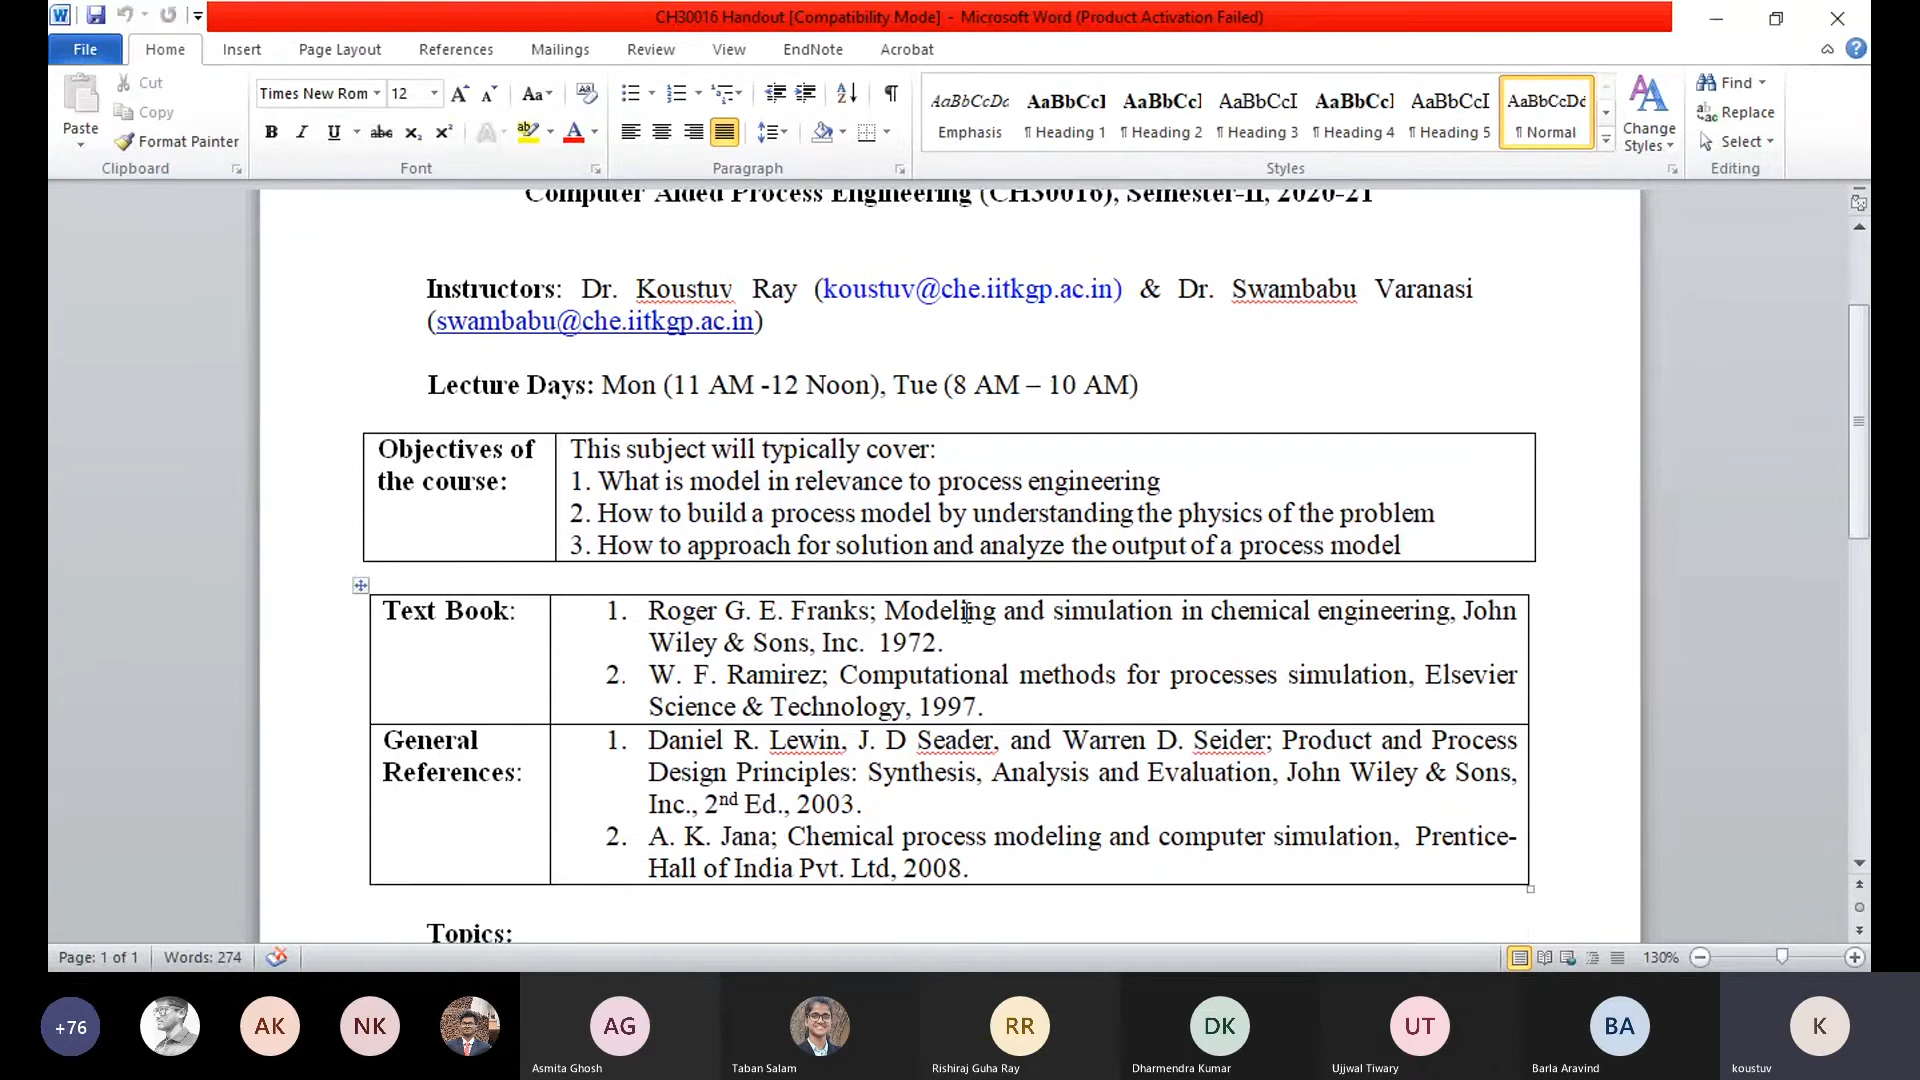 CH30016 Handout [Compatibility Mode] - Microsoft Word (Product Activation Failed)
File Home Insert Page Layout References Mailings Review View EndNote Acrobat
Paste
Cut
Copy
Format Painter
Clipboard
Times New Rom 12
Font
Paragraph
AaBbCcDc AaBbCcI AaBbCcI AaBbCcI AaBbCcI AaBbCcI AaBbCcDd
Emphasis ¶ Heading 1 ¶ Heading 2 ¶ Heading 3 ¶ Heading 4 ¶ Heading 5 ¶ Normal
Styles
Change
Styles
Find
Replace
Select
Editing
Computer Aided Process Engineering (CH30016), Semester-II, 2020-21
Instructors: Dr. Koustuv Ray (koustuv@che.iitkgp.ac.in) & Dr. Swambabu Varanasi
(swambabu@che.iitkgp.ac.in)
Lecture Days: Mon (11 AM -12 Noon), Tue (8 AM – 10 AM)
Objectives of
the course:
This subject will typically cover:
1. What is model in relevance to process engineering
2. How to build a process model by understanding the physics of the problem
3. How to approach for solution and analyze the output of a process model
Text Book:
1. Roger G. E. Franks; Modeling and simulation in chemical engineering, John
Wiley & Sons, Inc. 1972.
2. W. F. Ramirez; Computational methods for processes simulation, Elsevier
Science & Technology, 1997.
General
References:
1. Daniel R. Lewin, J. D Seader, and Warren D. Seider; Product and Process
Design Principles: Synthesis, Analysis and Evaluation, John Wiley & Sons,
Inc., 2nd Ed., 2003.
2. A. K. Jana; Chemical process modeling and computer simulation, Prentice-
Hall of India Pvt. Ltd, 2008.
Topics:
Page: 1 of 1 Words: 274 130%
+76 AK NK AG RR DK UT BA K
Asmita Ghosh Taban Salam Rishiraj Guha Ray Dharmendra Kumar Ujjwal Tiwary Barla Aravind koustuv